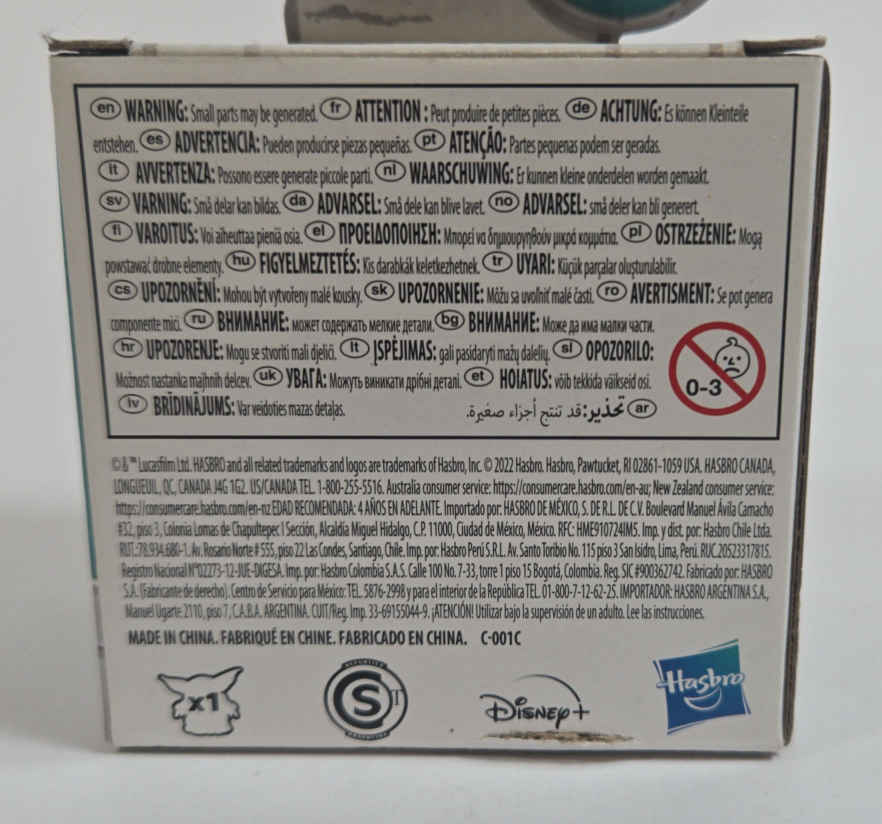 en WARNING: Small parts may be generated. fr ATTENTION : Peut produire de petites pièces. de ACHTUNG: Es können Kleinteile
entstehen. es ADVERTENCIA: Pueden producirse piezas pequeñas. pt ATENÇÃO: Partes pequenas podem ser geradas.
it AVVERTENZA: Possono essere generate piccole parti. nl WAARSCHUWING: Er kunnen kleine onderdelen worden gemaakt.
sv VARNING: Små delar kan bildas. da ADVARSEL: Små dele kan blive lavet. no ADVARSEL: små deler kan bli generert.
fi VAROITUS: Voi aiheuttaa pieniä osia. el ΠΡΟΕΙΔΟΠΟΙΗΣΗ: Μπορεί να δημιουργηθούν μικρά κομμάτια. pl OSTRZEŻENIE: Mogą
powstawać drobne elementy. hu FIGYELMEZTETÉS: Kis darabkák keletkezhetnek. tr UYARI: Küçük parçalar oluşturulabilir.
cs UPOZORNĚNÍ: Mohou být vytvořeny malé kousky. sk UPOZORNENIE: Môžu sa uvoľniť malé časti. ro AVERTISMENT: Se pot genera
componente mici. ru ВНИМАНИЕ: может содержать мелкие детали. bg ВНИМАНИЕ: Може да има малки части.
hr UPOZORENJE: Mogu se stvoriti mali djelići. lt ĮSPĖJIMAS: gali pasidaryti mažų dalelių. sl OPOZORILO:
Možnost nastanka majhnih delcev. uk УВАГА: Можуть виникати дрібні деталі. et HOIATUS: võib tekkida väikseid osi.
lv BRĪDINĀJUMS: Var veidoties mazas detaļas. ar تحذير: قد تنتج أجزاء صغيرة.
0-3
© & ™ Lucasfilm Ltd. HASBRO and all related trademarks and logos are trademarks of Hasbro, Inc. © 2022 Hasbro. Hasbro, Pawtucket, RI 02861-1059 USA. HASBRO CANADA,
LONGUEUIL, QC, CANADA J4G 1G2. US/CANADA TEL. 1-800-255-5516. Australia consumer service: https://consumercare.hasbro.com/en-au; New Zealand consumer service:
https://consumercare.hasbro.com/en-nz EDAD RECOMENDADA: 4 AÑOS EN ADELANTE. Importado por: HASBRO DE MÉXICO, S. DE R.L. DE C.V. Boulevard Manuel Ávila Camacho
#32, piso 3, Colonia Lomas de Chapultepec I Sección, Alcaldía Miguel Hidalgo, C.P. 11000, Ciudad de México, México. RFC: HME910724IM5. Imp. y dist. por: Hasbro Chile Ltda.
RUT.:78.934.680-1. Av. Rosario Norte # 555, piso 22 Las Condes, Santiago, Chile. Imp. por: Hasbro Perú S.R.L. Av. Santo Toribio No. 115 piso 3 San Isidro, Lima, Perú. RUC 20523317815.
Registro Nacional N°02273-12-JUE-DIGESA. Imp. por: Hasbro Colombia S.A.S. Calle 100 No. 7-33, torre 1 piso 15 Bogotá, Colombia. Reg. SIC #900362742. Fabricado por: HASBRO
S.A. (Fabricante de derecho). Centro de Servicio para México: TEL. 5876-2998 y para el interior de la República TEL. 01-800-7-12-62-25. IMPORTADOR: HASBRO ARGENTINA S.A.,
Manuel Ugarte 2110, piso 7, C.A.B.A. ARGENTINA. CUIT/Reg. Imp. 33-69155044-9. ¡ATENCIÓN! Utilizar bajo la supervisión de un adulto. Lee las instrucciones.
MADE IN CHINA. FABRIQUÉ EN CHINE. FABRICADO EN CHINA. C-001C
x1
S T
ARGENTINA
Disney+
Hasbro